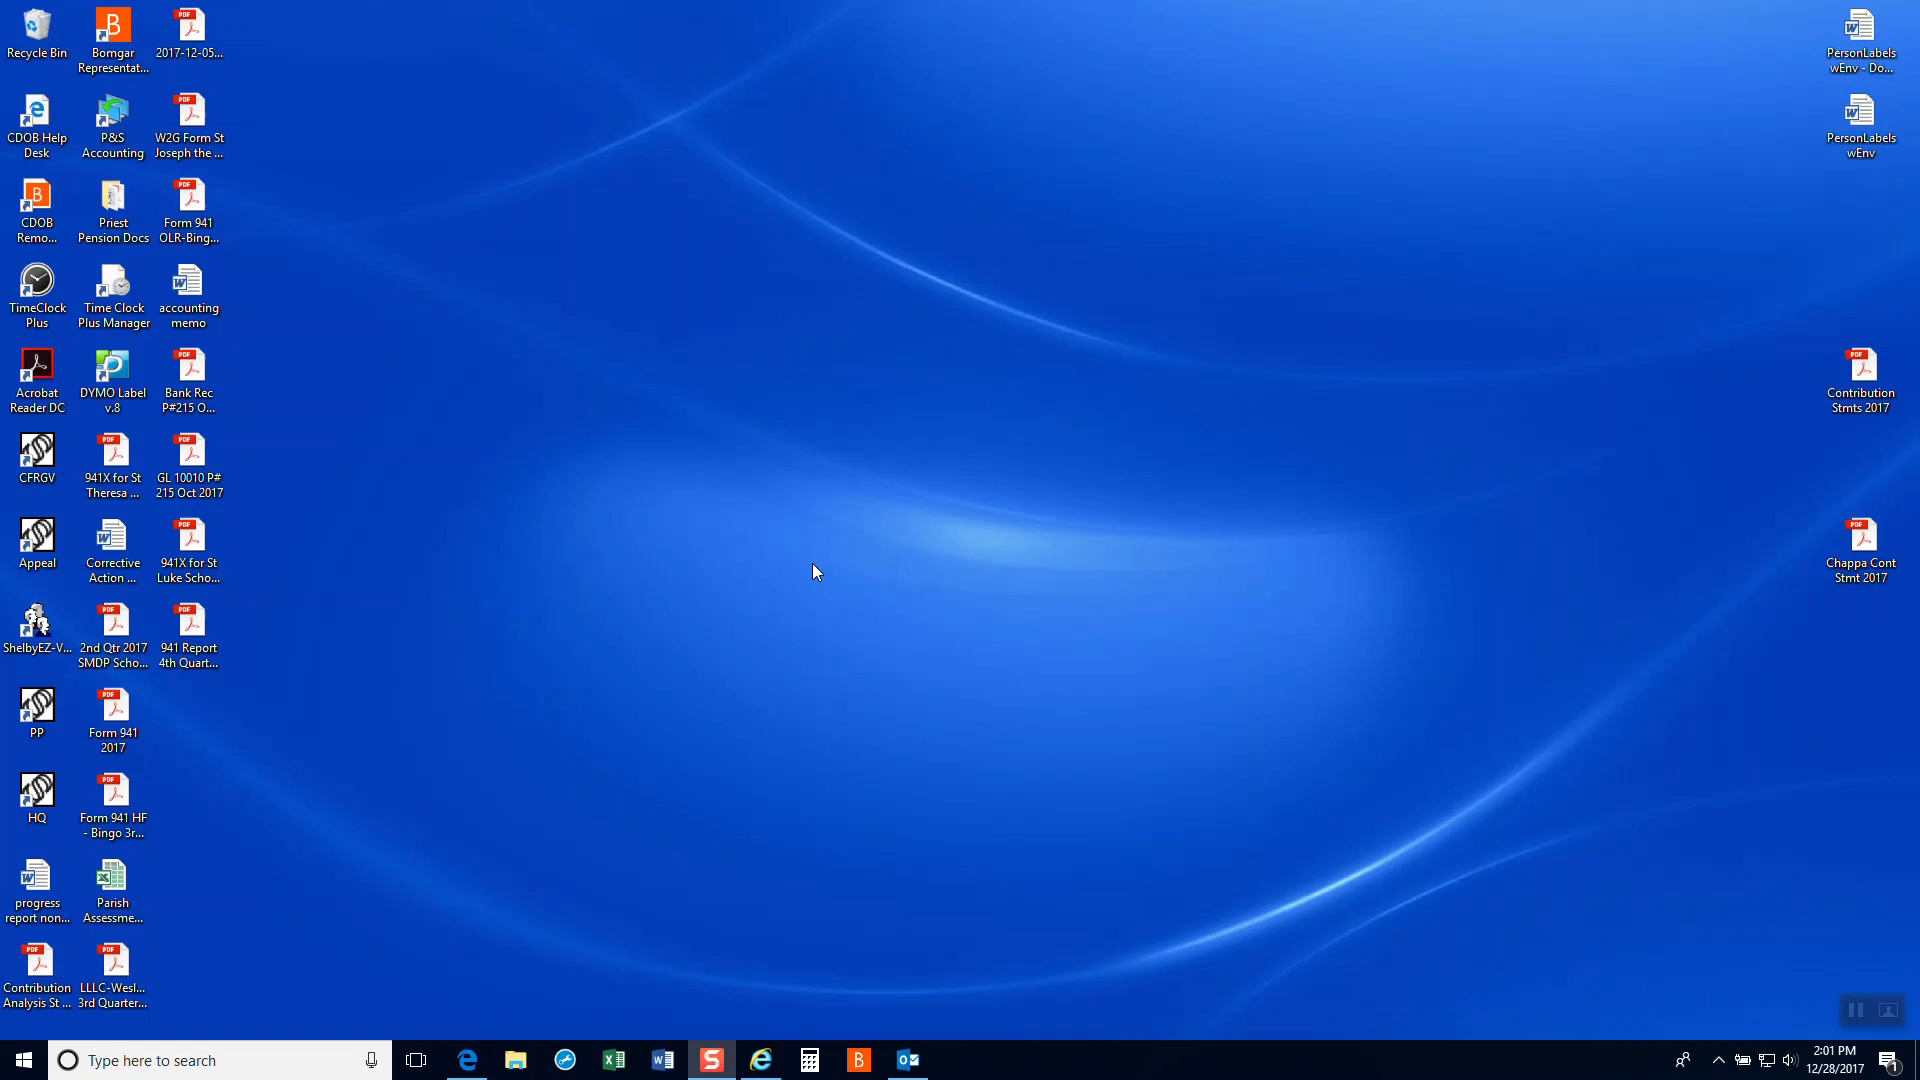 Recycle Bin
Bomgar
Representat...
2017-12-05...
CDOB Help
Desk
P&S
Accounting
W2G Form St
Joseph the ...
CDOB
Remo...
Priest
Pension Docs
Form 941
OLR-Bing...
TimeClock
Plus
Time Clock
Plus Manager
accounting
memo
Acrobat
Reader DC
DYMO Label
v.8
Bank Rec
P#215 O...
CFRGV
941X for St
Theresa ...
GL 10010 P#
215 Oct 2017
Appeal
Corrective
Action ...
941X for St
Luke Scho...
ShelbyEZ-V...
2nd Qtr 2017
SMDP Scho...
941 Report
4th Quart...
PP
Form 941
2017
HQ
Form 941 HF
- Bingo 3r...
progress
report non...
Parish
Assessme...
Contribution
Analysis St ...
LLLC-Wesl...
3rd Quarter...
PersonLabels
wEnv - Do...
PersonLabels
wEnv
Contribution
Stmts 2017
Chappa Cont
Stmt 2017
Type here to search
2:01 PM
12/28/2017
1